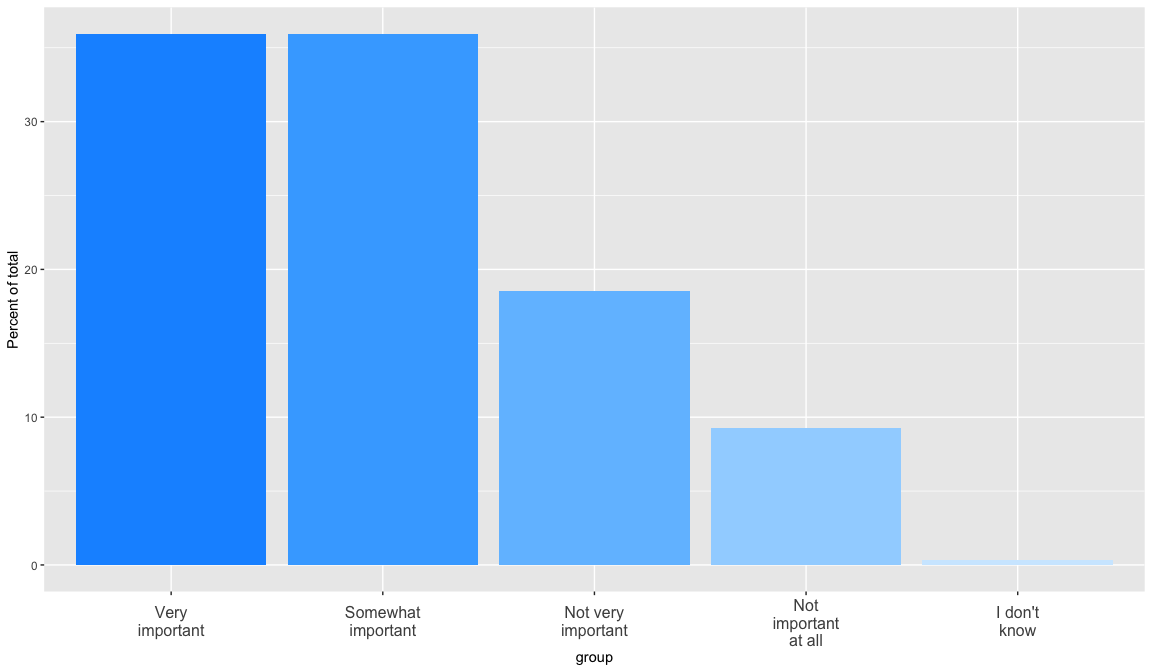 Percent of total
30
20
10
0
Very
important
Somewhat
important
Not very
important
Not
important
at all
I don't
know
group